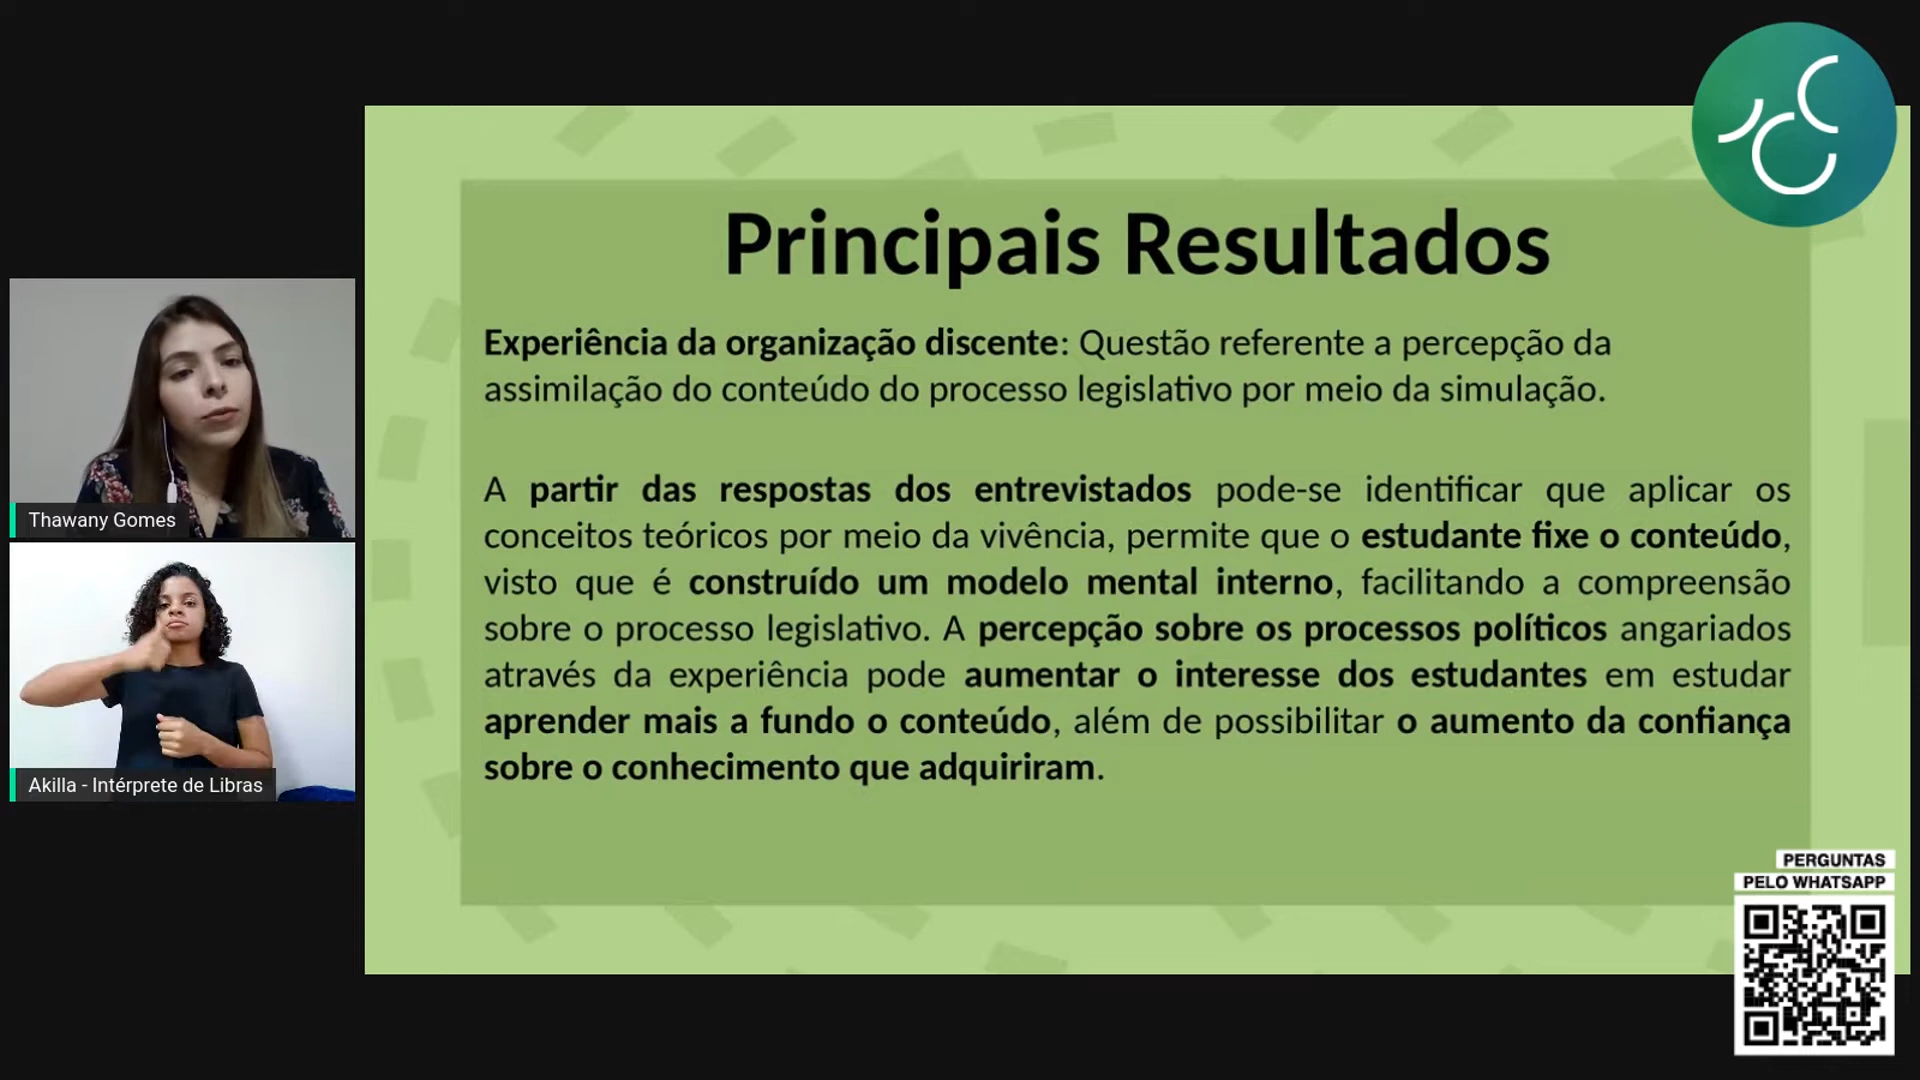 Principais Resultados
Experiência da organização discente: Questão referente a percepção da
assimilação do conteúdo do processo legislativo por meio da simulação.
A partir das respostas dos entrevistados pode-se identificar que aplicar os
conceitos teóricos por meio da vivência, permite que o estudante fixe o conteúdo,
visto que é construído um modelo mental interno, facilitando a compreensão
sobre o processo legislativo. A percepção sobre os processos políticos angariados
através da experiência pode aumentar o interesse dos estudantes em estudar
aprender mais a fundo o conteúdo, além de possibilitar o aumento da confiança
sobre o conhecimento que adquiriram.
Thawany Gomes
Akilla - Intérprete de Libras
PERGUNTAS
PELO WHATSAPP